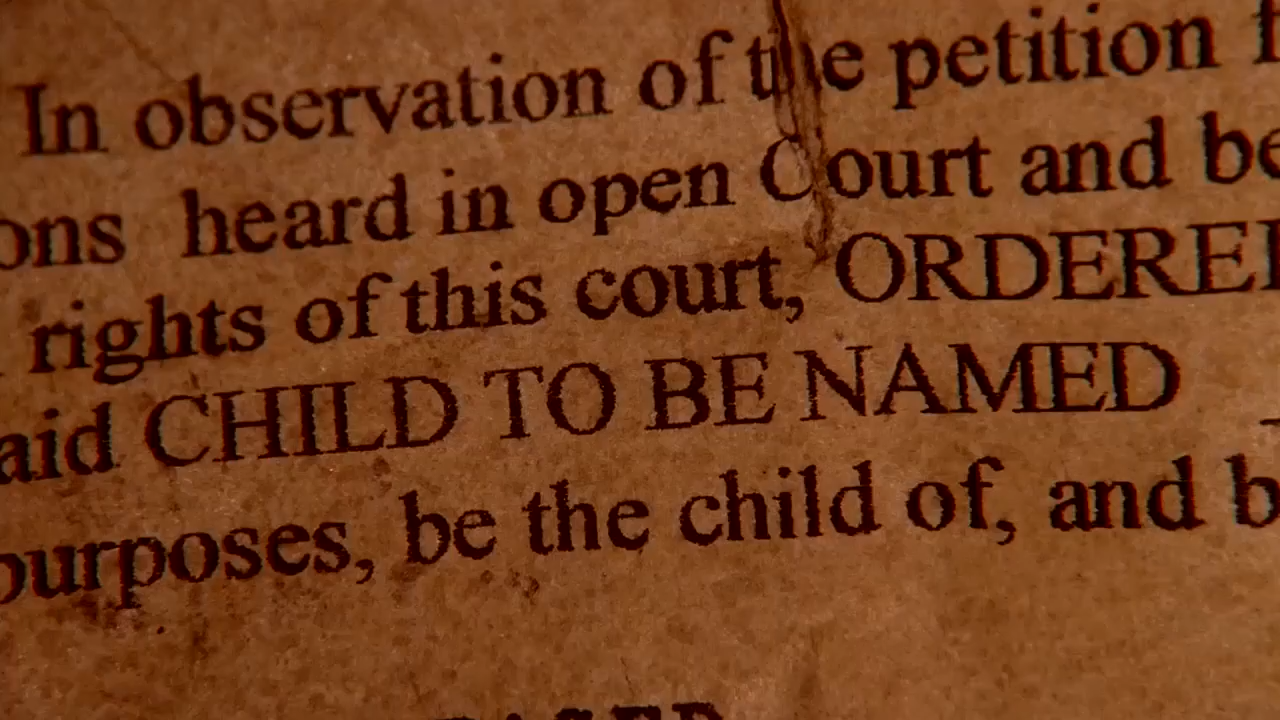 In observation of the petition
ons heard in open Court and be
rights of this court, ORDERE
aid CHILD TO BE NAMED
purposes, be the child of, and b